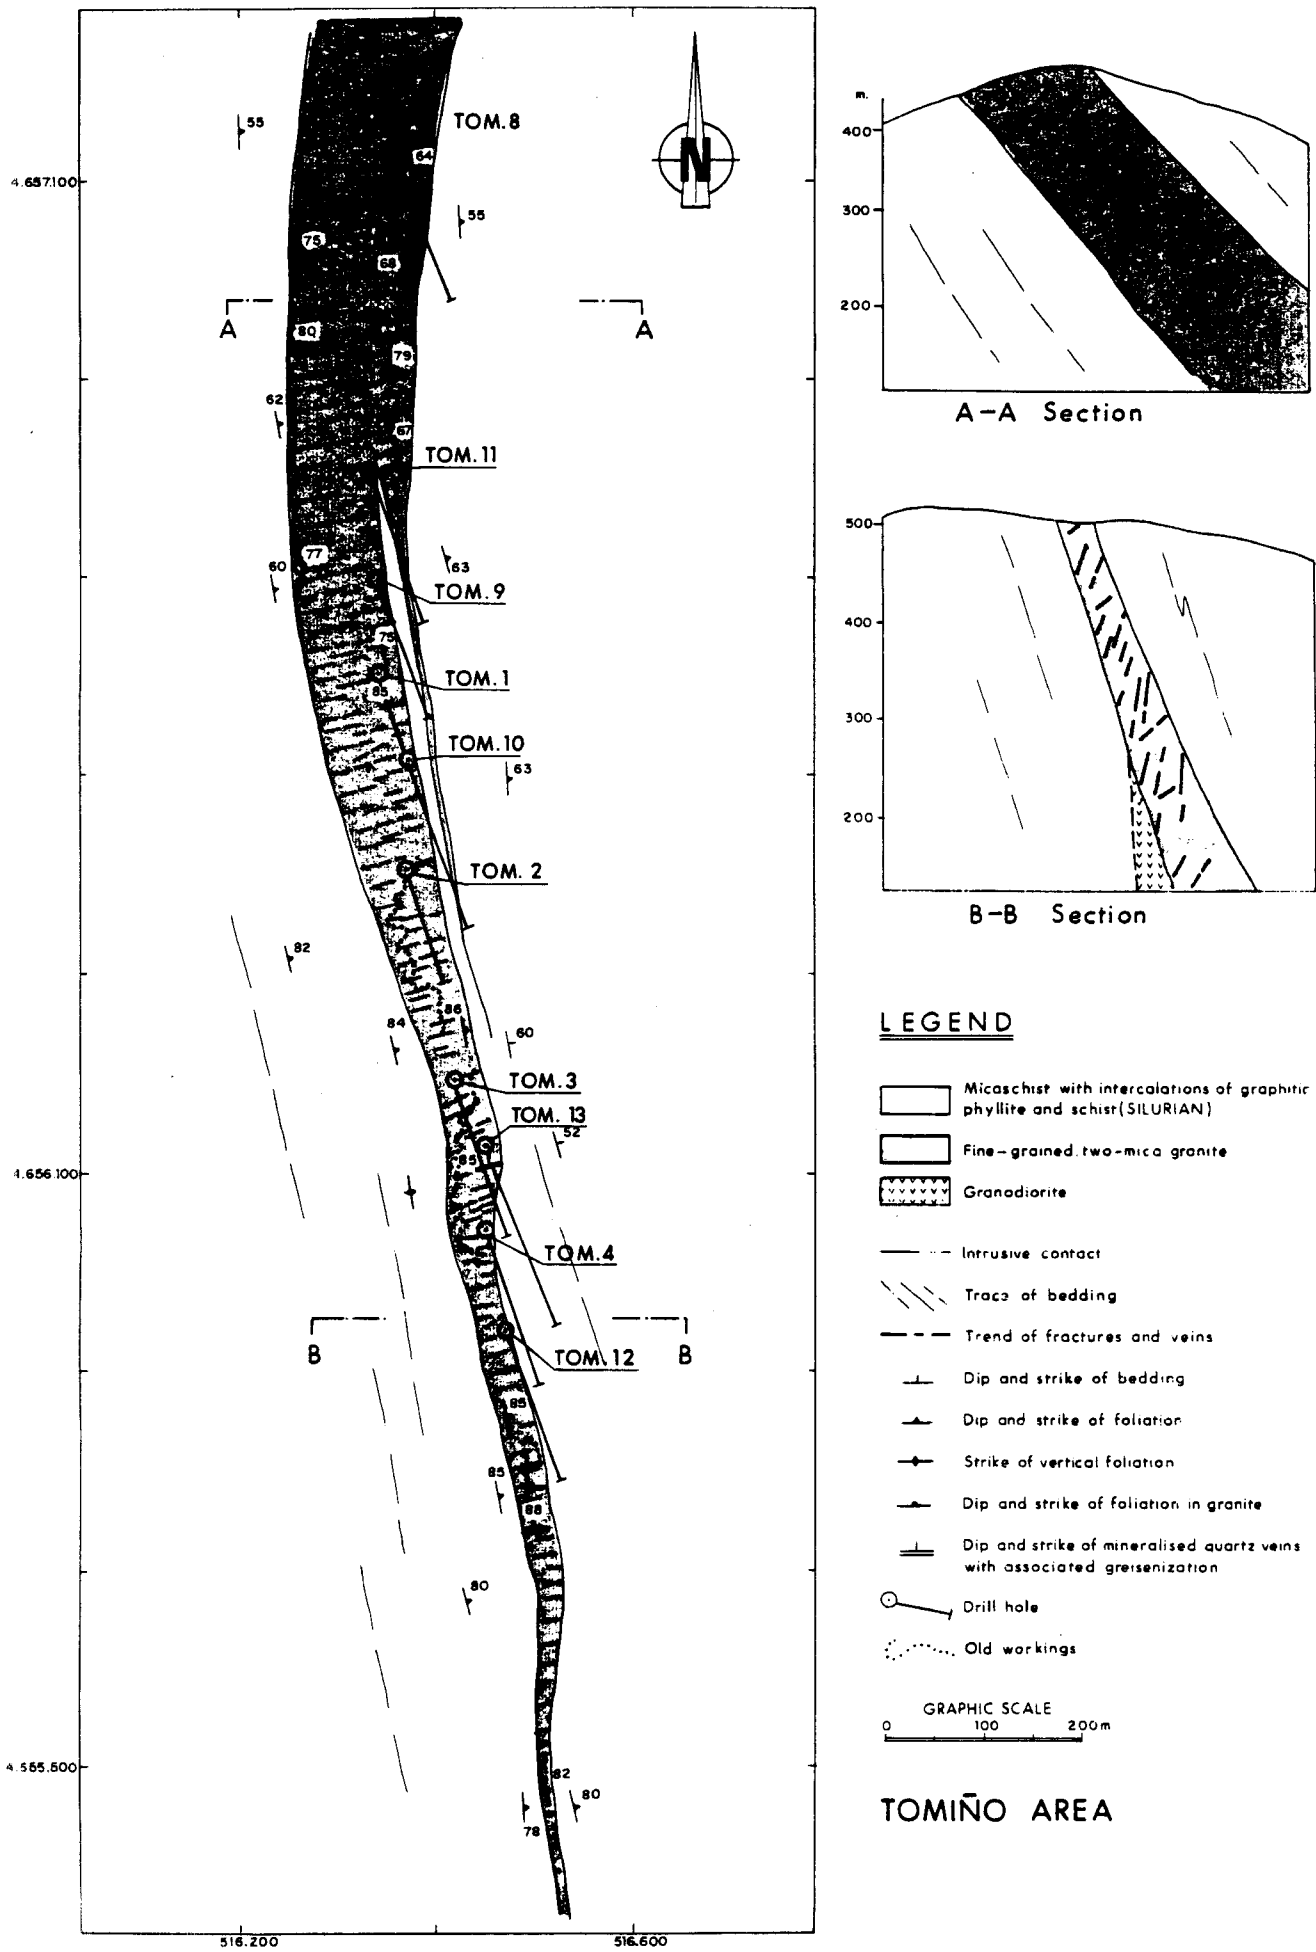 TOM.8
55
64
4.657.100
55
75
68
A
A
80
79
62
67
TOM.11
77
60
63
TOM.9
75
TOM.1
85
TOM.10
63
TOM. 2
82
86
84
60
TOM.3
TOM. 13
52
85
4.656.100
TOM.4
B
TOM. 12
B
85
85
88
80
82
80
78
4.555.500
516.200
516.600
N
m.
400
300
200
A-A Section
500
400
300
200
B-B Section
LEGEND
Micaschist with intercalations of graphitic
phyllite and schist (SILURIAN)
Fine-grained. two-mica granite
Granodiorite
Intrusive contact
Trace of bedding
Trend of fractures and veins
Dip and strike of bedding
Dip and strike of foliation
Strike of vertical foliation
Dip and strike of foliation in granite
Dip and strike of mineralised quartz veins
with associated greisenization
Drill hole
Old workings
GRAPHIC SCALE
0 100 200m
TOMIÑO AREA